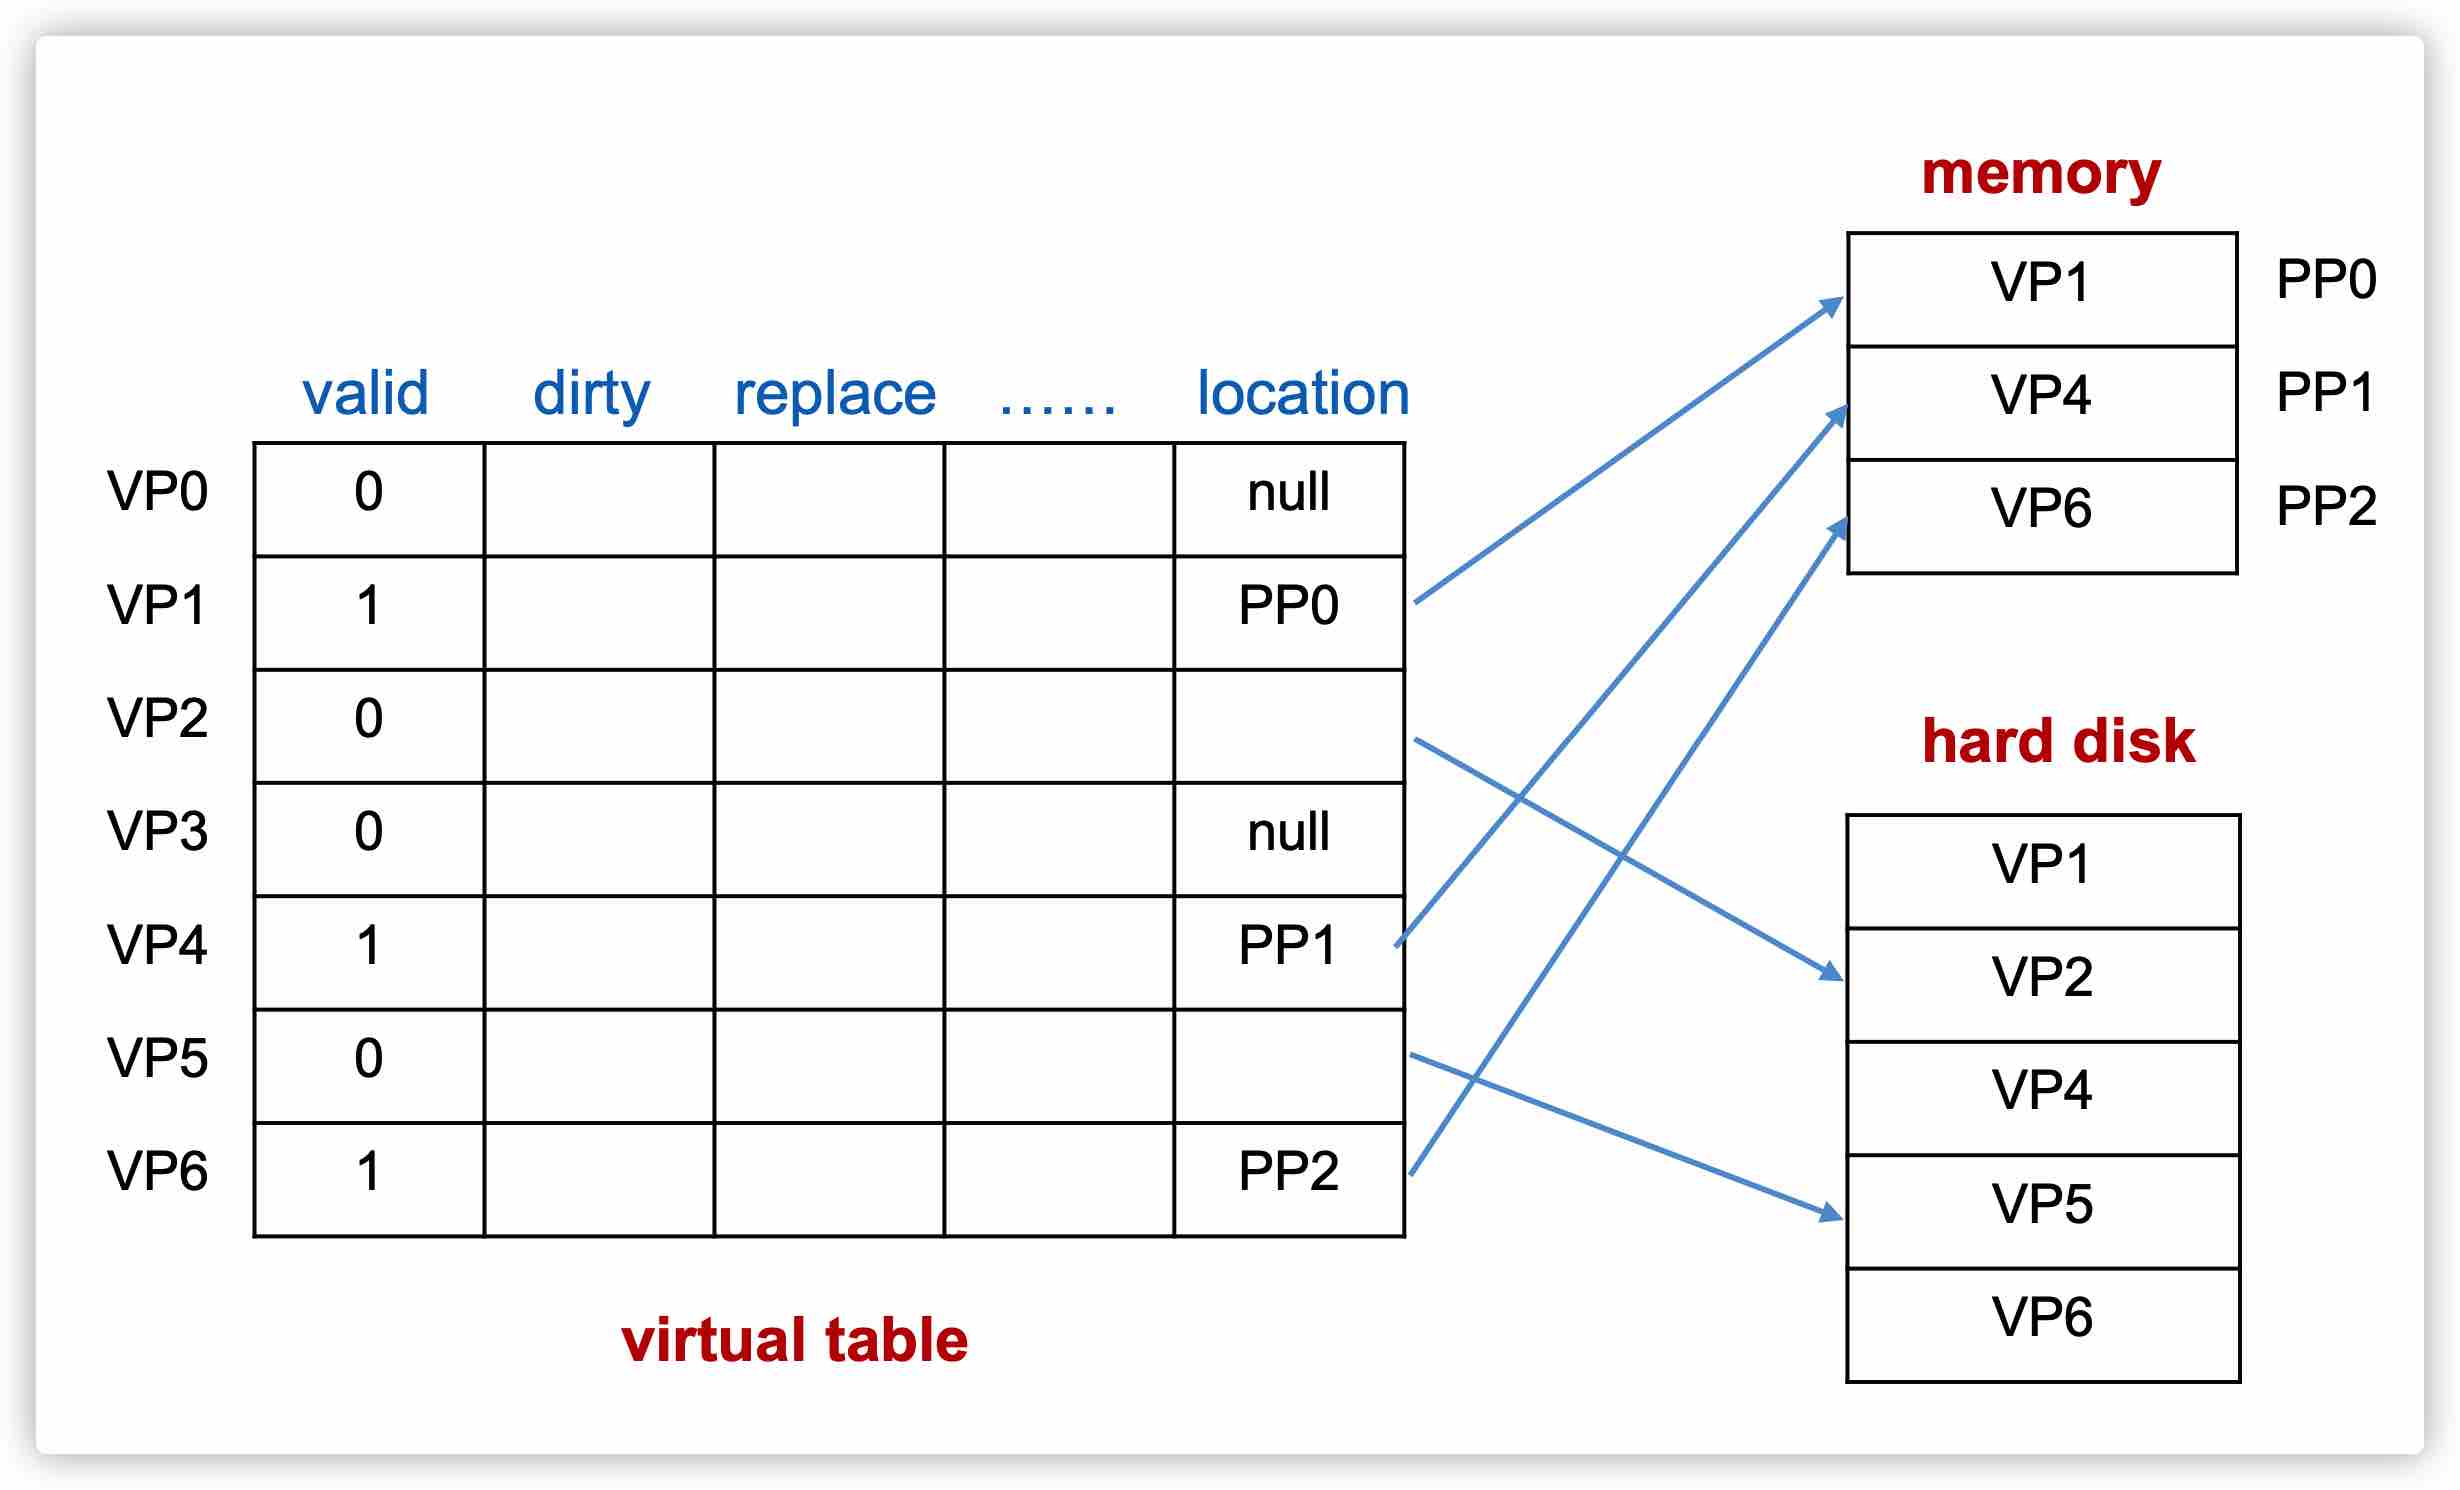 memory
VP1 PP0
VP4 PP1
VP6 PP2
valid dirty replace …… location
VP0 0 null
VP1 1 PP0
VP2 0
VP3 0 null
VP4 1 PP1
VP5 0
VP6 1 PP2
virtual table
hard disk
VP1
VP2
VP4
VP5
VP6